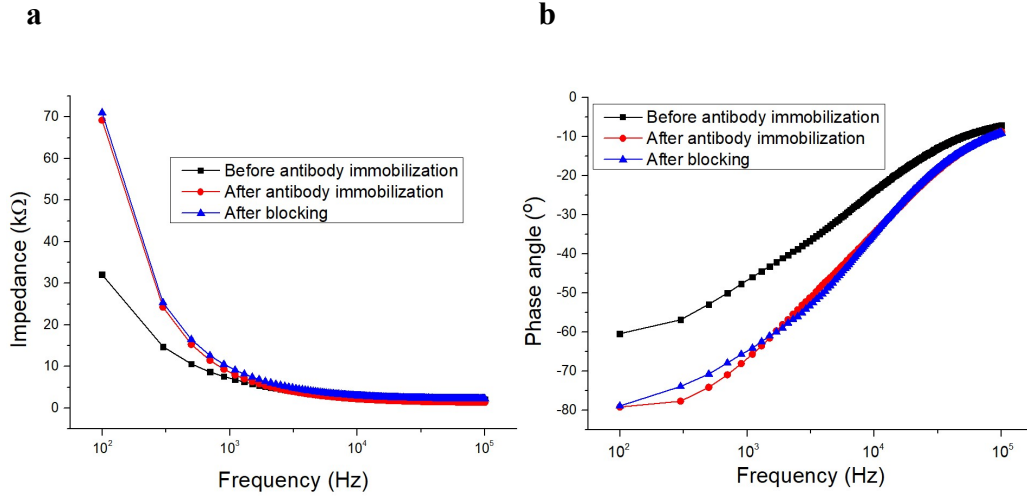 a
Impedance (kΩ)
70
60
50
40
30
20
10
0
Before antibody immobilization
After antibody immobilization
After blocking
10²
10³
10⁴
10⁵
Frequency (Hz)
b
Phase angle (°)
0
-10
-20
-30
-40
-50
-60
-70
-80
Before antibody immobilization
After antibody immobilization
After blocking
10²
10³
10⁴
10⁵
Frequency (Hz)